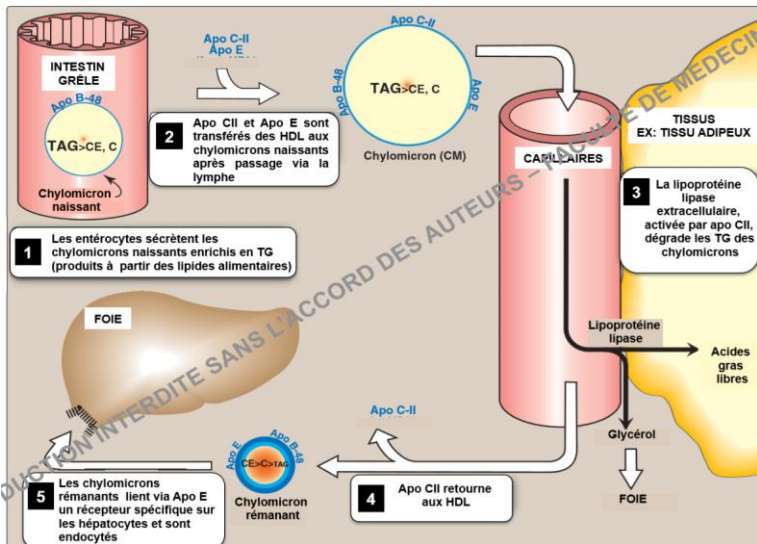 INTESTIN
GRÊLE
Apo B-48
TAG>CE, C
Chylomicron
naissant
Apo C-II
Apo E
2
Apo CII et Apo E sont
transférés des HDL aux
chylomicrons naissants
après passage via la
lymphe
Apo C-II
Apo B-48
TAG>CE, C
Apo E
Chylomicron (CM)
CAPILLAIRES
TISSUS
EX: TISSU ADIPEUX
3
La lipoprotéine
lipase
extracellulaire,
activée par apo CII,
dégrade les TG des
chylomicrons
1
Les entérocytes sécrètent les
chylomicrons naissants enrichis en TG
(produits à partir des lipides alimentaires)
FOIE
Lipoprotéine
lipase
Acides
gras
libres
Glycérol
FOIE
Apo C-II
4
Apo CII retourne
aux HDL
Apo E
Apo B-48
CE>C>TAG
Chylomicron
rémanant
5
Les chylomicrons
rémanants lient via Apo E
un récepteur spécifique sur
les hépatocytes et sont
endocytés
DUCTION INTERDITE SANS L'ACCORD DES AUTEURS – FACULTE DE MEDECIN